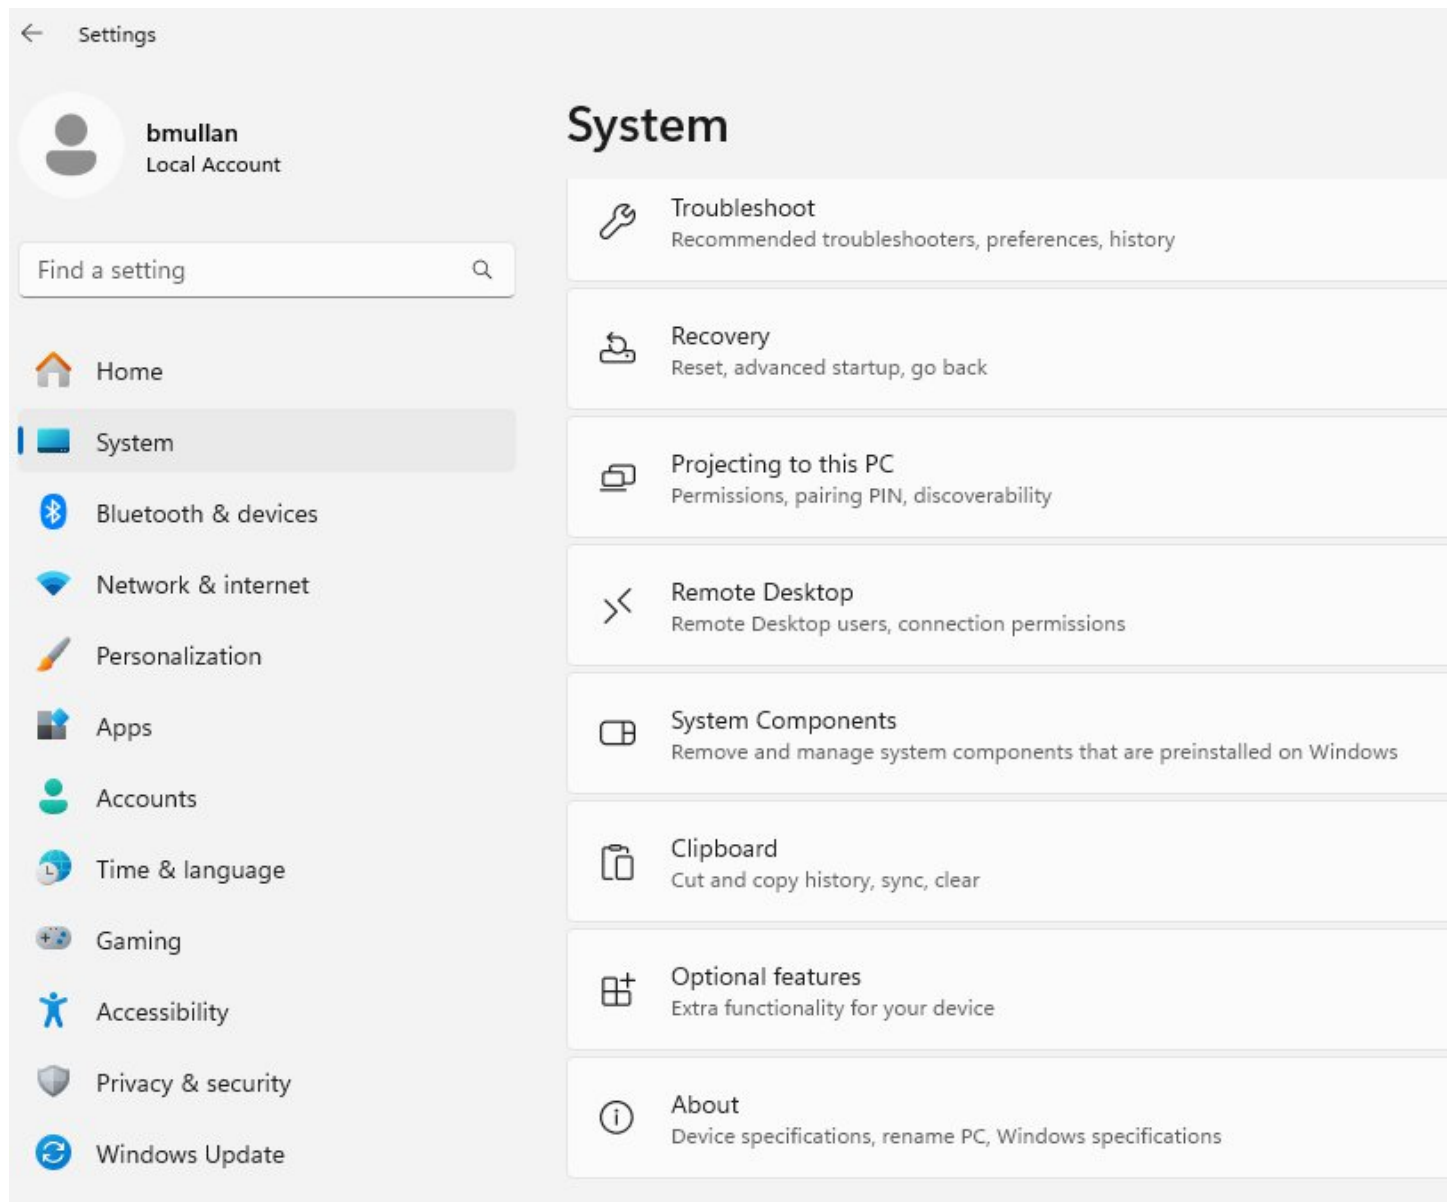 Settings
bmullan
Local Account
Find a setting
Home
System
Bluetooth & devices
Network & internet
Personalization
Apps
Accounts
Time & language
Gaming
Accessibility
Privacy & security
Windows Update
System
Troubleshoot
Recommended troubleshooters, preferences, history
Recovery
Reset, advanced startup, go back
Projecting to this PC
Permissions, pairing PIN, discoverability
Remote Desktop
Remote Desktop users, connection permissions
System Components
Remove and manage system components that are preinstalled on Windows
Clipboard
Cut and copy history, sync, clear
Optional features
Extra functionality for your device
About
Device specifications, rename PC, Windows specifications